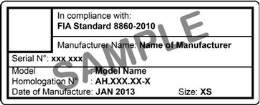 In compliance with:
FIA Standard 8860-2010
Manufacturer Name: Name of Manufacturer
Serial N°: xxx xxx
Model : Model Name
Homologation N° : AH.XXX.XX-X
Date of Manufacture: JAN 2013 Size: XS
SAMPLE